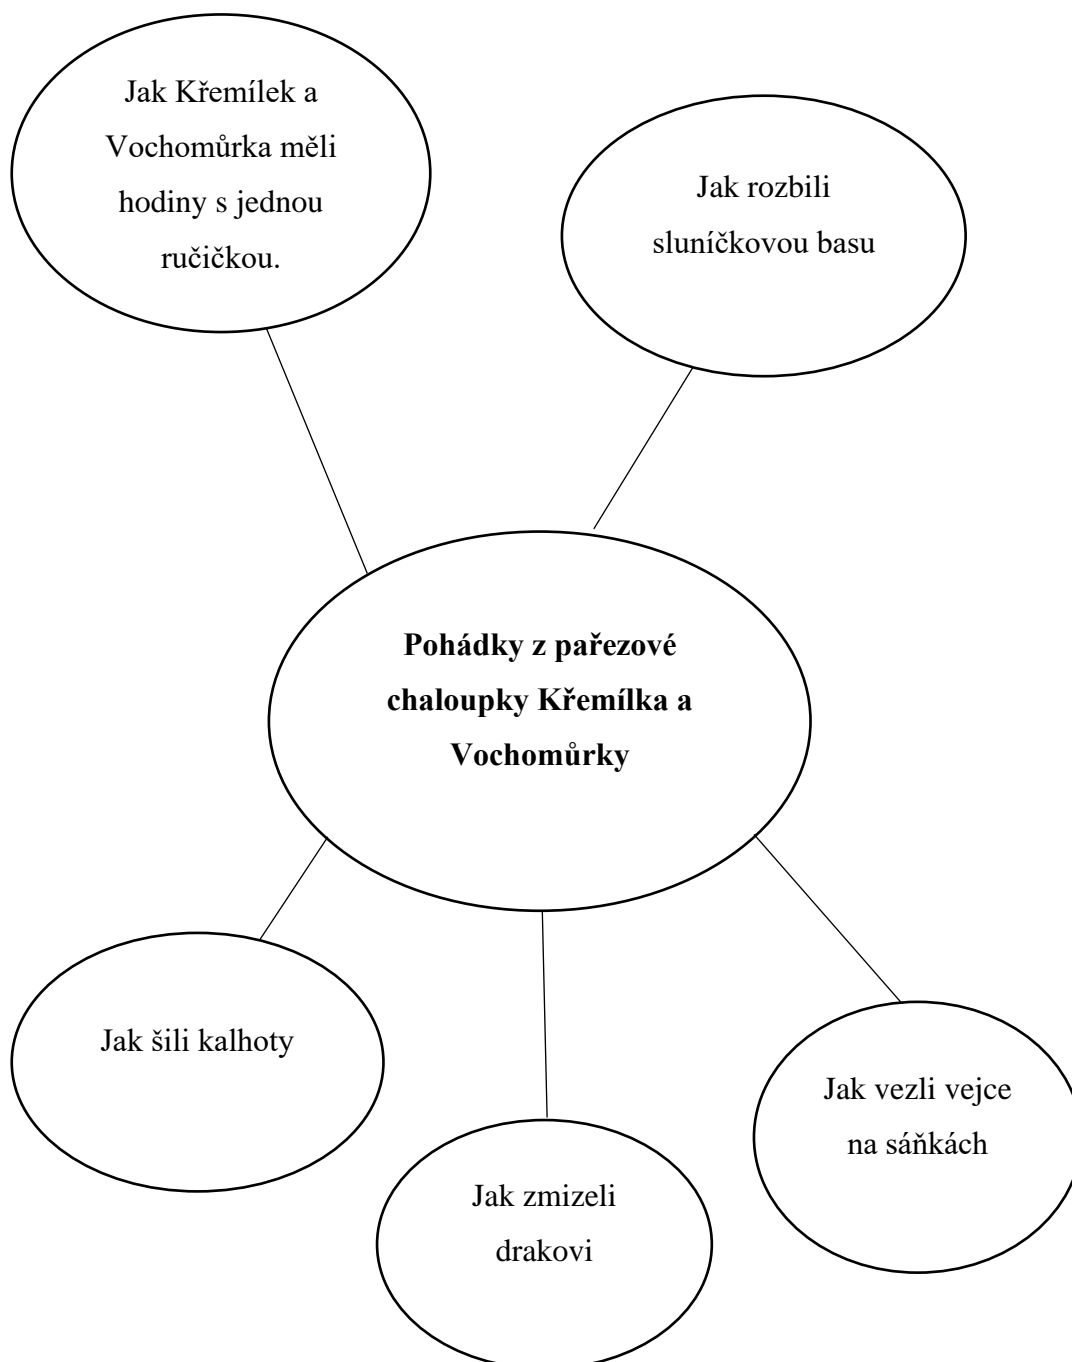 Jak Křemílek a
Vochomůrka měli
hodiny s jednou
ručičkou.
Jak rozbili
sluníčkovou basu
Pohádky z pařezové
chaloupky Křemílka a
Vochomůrky
Jak šili kalhoty
Jak vezli vejce
na sáňkách
Jak zmizeli
drakovi